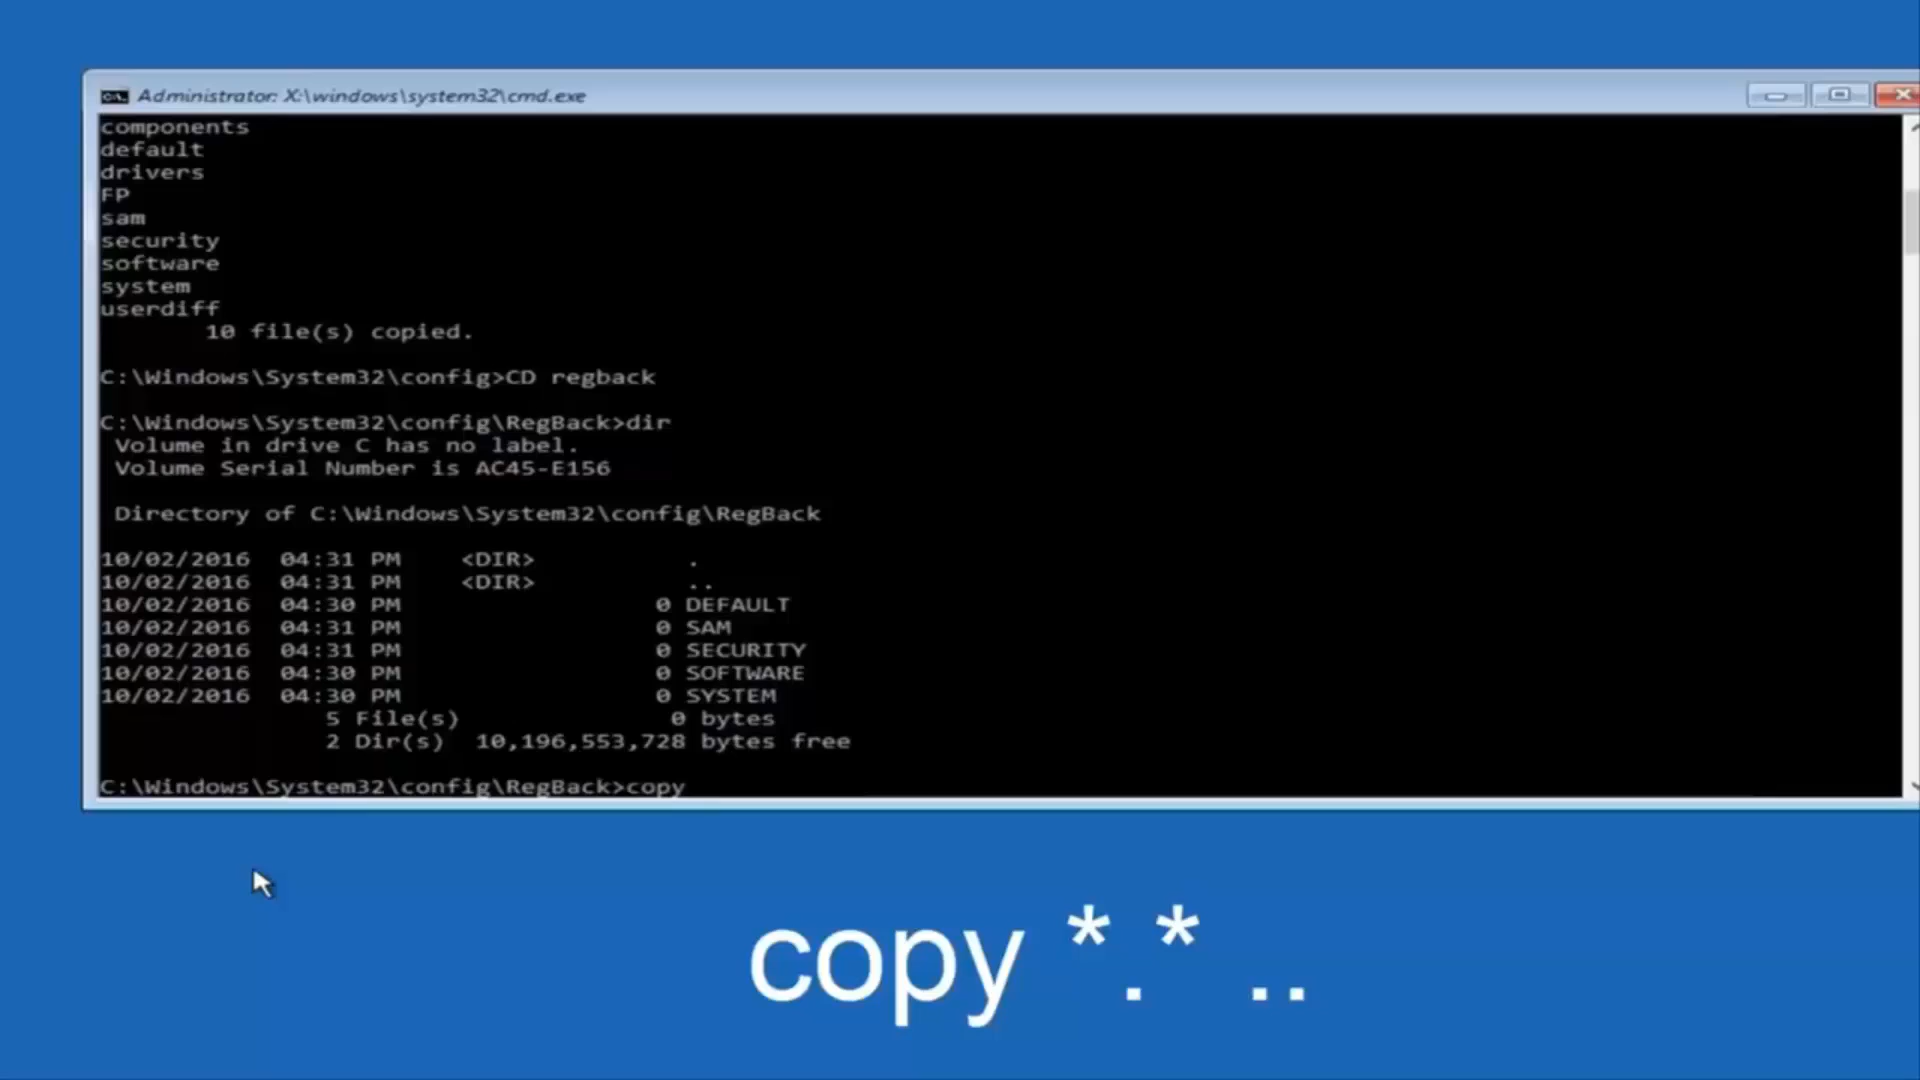 Administrator: X:\windows\system32\cmd.exe
components
default
drivers
FP
sam
security
software
system
userdiff
10 file(s) copied.
C:\Windows\System32\config>CD regback
C:\Windows\System32\config\RegBack>dir
Volume in drive C has no label.
Volume Serial Number is AC45-E156
Directory of C:\Windows\System32\config\RegBack
10/02/2016 04:31 PM <DIR> .
10/02/2016 04:31 PM <DIR> ..
10/02/2016 04:30 PM 0 DEFAULT
10/02/2016 04:31 PM 0 SAM
10/02/2016 04:31 PM 0 SECURITY
10/02/2016 04:30 PM 0 SOFTWARE
10/02/2016 04:30 PM 0 SYSTEM
5 File(s) 0 bytes
2 Dir(s) 10,196,553,728 bytes free
C:\Windows\System32\config\RegBack>copy
copy *.* ..